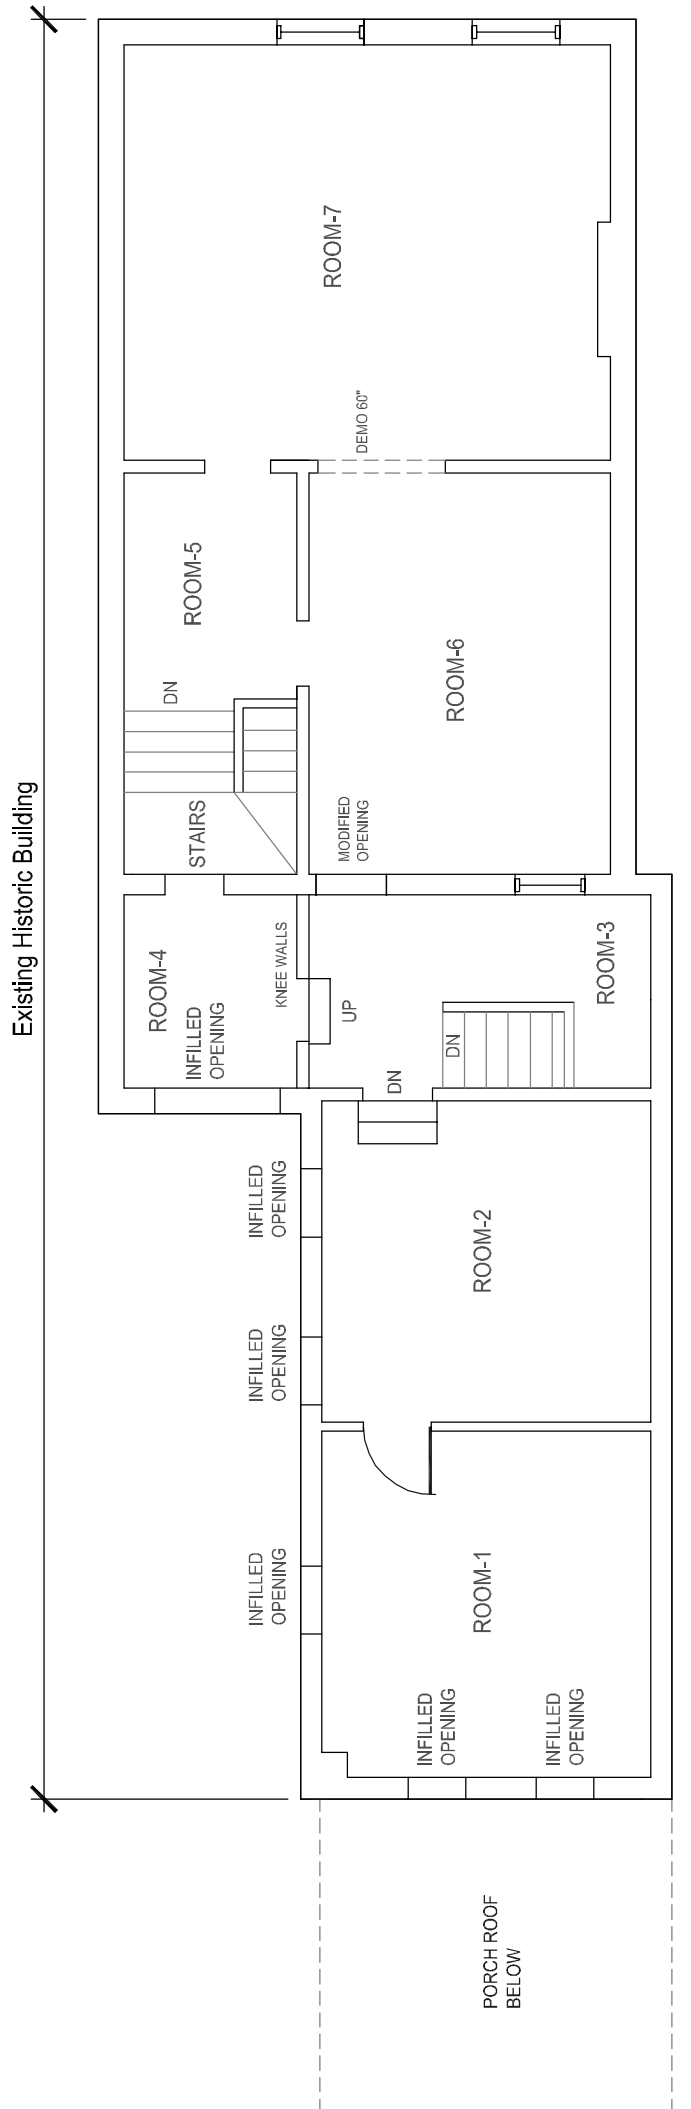 Existing Historic Building
ROOM-7
DEMO 60"
ROOM-5
DN
STAIRS
ROOM-6
MODIFIED
OPENING
ROOM-4
INFILLED
OPENING
KNEE WALLS
UP
ROOM-3
DN
DN
INFILLED
OPENING
ROOM-2
INFILLED
OPENING
INFILLED
OPENING
ROOM-1
INFILLED
OPENING
INFILLED
OPENING
PORCH ROOF
BELOW